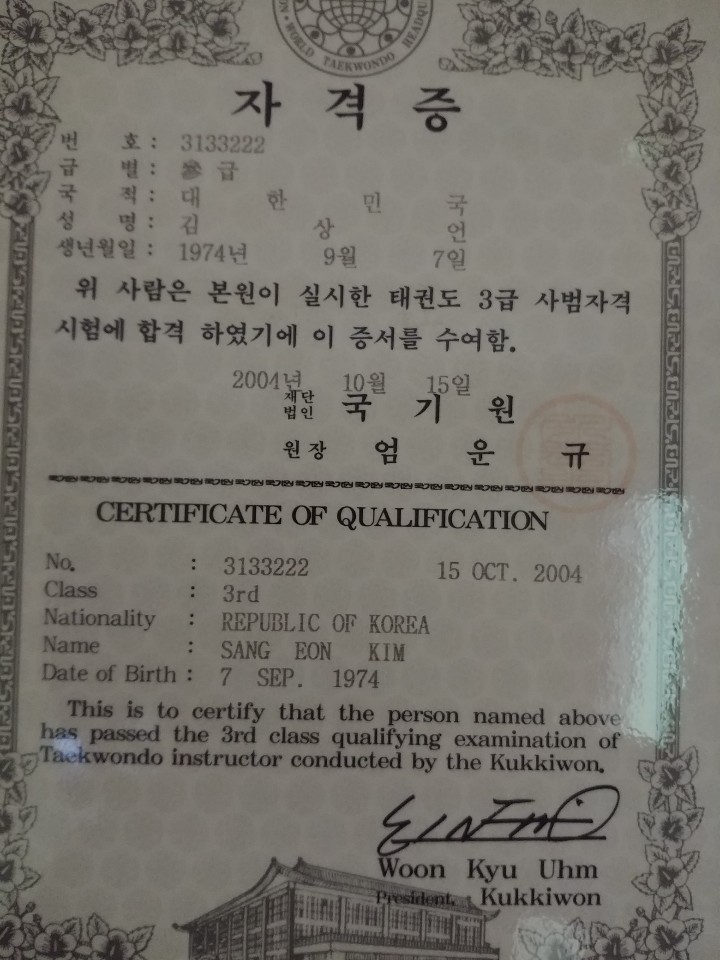 WORLD TAEKWONDO HEADQU
자 격 증
번 호 : 3133222
급 별 : 參 급
국 적 : 대 한 민 국
성 명 : 김 상 언
생년월일 : 1974년 9월 7일
위 사람은 본원이 실시한 태권도 3급 사범자격
시험에 합격 하였기에 이 증서를 수여함.
2004년 10월 15일
재단법인 국 기 원
원장 엄 운 규
CERTIFICATE OF QUALIFICATION
No. : 3133222 15 OCT. 2004
Class : 3rd
Nationality : REPUBLIC OF KOREA
Name : SANG EON KIM
Date of Birth : 7 SEP. 1974
This is to certify that the person named above
has passed the 3rd class qualifying examination of
Taekwondo instructor conducted by the Kukkiwon.
Woon Kyu Uhm
President, Kukkiwon